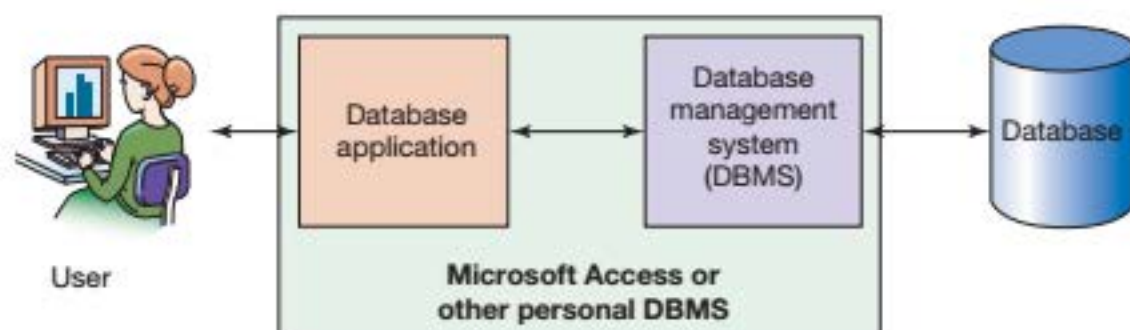 User
Database
application
Database
management
system
(DBMS)
Database
Microsoft Access or
other personal DBMS